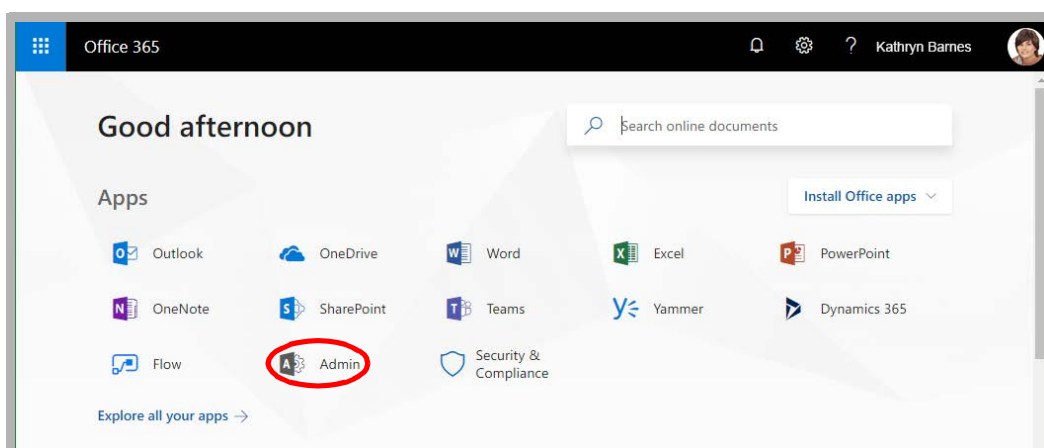 Office 365
? Kathryn Barnes
Good afternoon
Search online documents
Apps
Install Office apps
Outlook
OneDrive
Word
Excel
PowerPoint
OneNote
SharePoint
Teams
Yammer
Dynamics 365
Flow
Admin
Security &
Compliance
Explore all your apps →